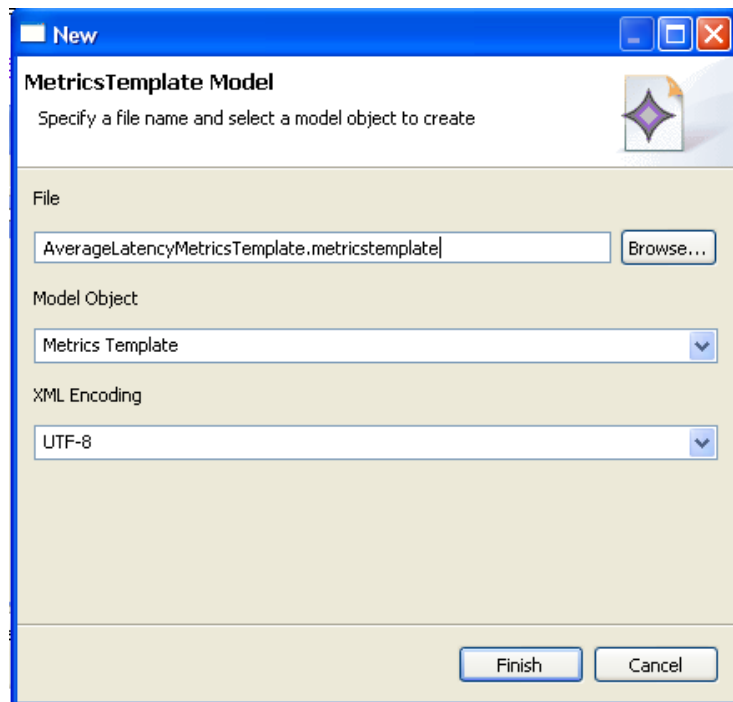 New
MetricsTemplate Model
Specify a file name and select a model object to create
File
AverageLatencyMetricsTemplate.metricstemplate
Browse...
Model Object
Metrics Template
XML Encoding
UTF-8
Finish
Cancel